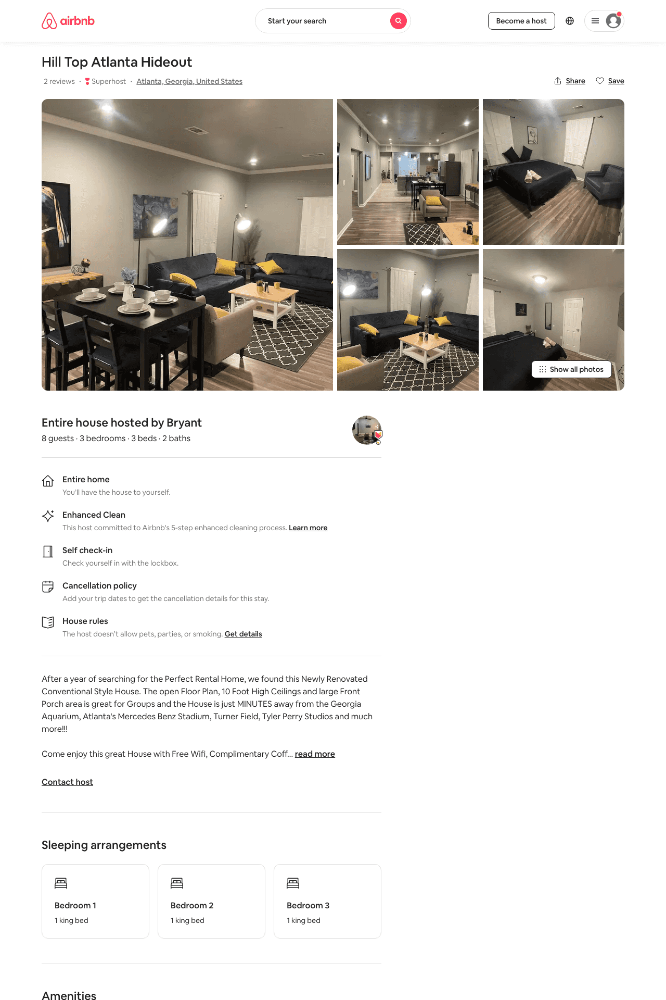 airbnb
Start your search
Become a host
Hill Top Atlanta Hideout
2 reviews · Superhost · Atlanta, Georgia, United States
Share
Save
Show all photos
Entire house hosted by Bryant
8 guests · 3 bedrooms · 3 beds · 2 baths
Entire home
You’ll have the house to yourself.
Enhanced Clean
This host committed to Airbnb's 5-step enhanced cleaning process. Learn more
Self check-in
Check yourself in with the lockbox.
Cancellation policy
Add your trip dates to get the cancellation details for this stay.
House rules
The host doesn’t allow pets, parties, or smoking. Get details
After a year of searching for the Perfect Rental Home, we found this Newly Renovated
Conventional Style House. The open Floor Plan, 10 Foot High Ceilings and large Front
Porch area is great for Groups and the House is just MINUTES away from the Georgia
Aquarium, Atlanta's Mercedes Benz Stadium, Turner Field, Tyler Perry Studios and much
more!!!
Come enjoy this great House with Free Wifi, Complimentary Coff... read more
Contact host
Sleeping arrangements
Bedroom 1
1 king bed
Bedroom 2
1 king bed
Bedroom 3
1 king bed
Amenities